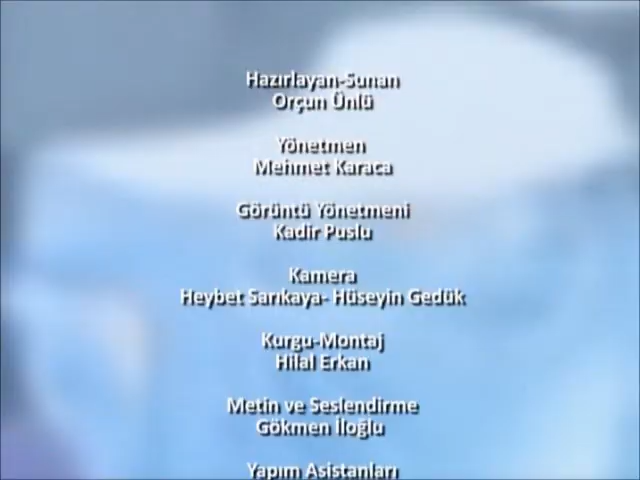 Hazırlayan-Sunan
Orçun Ünlü
Yönetmen
Mehmet Karaca
Görüntü Yönetmeni
Kadir Puslu
Kamera
Heybet Sarıkaya- Hüseyin Gedük
Kurgu-Montaj
Hilal Erkan
Metin ve Seslendirme
Gökmen İloğlu
Yapım Asistanları